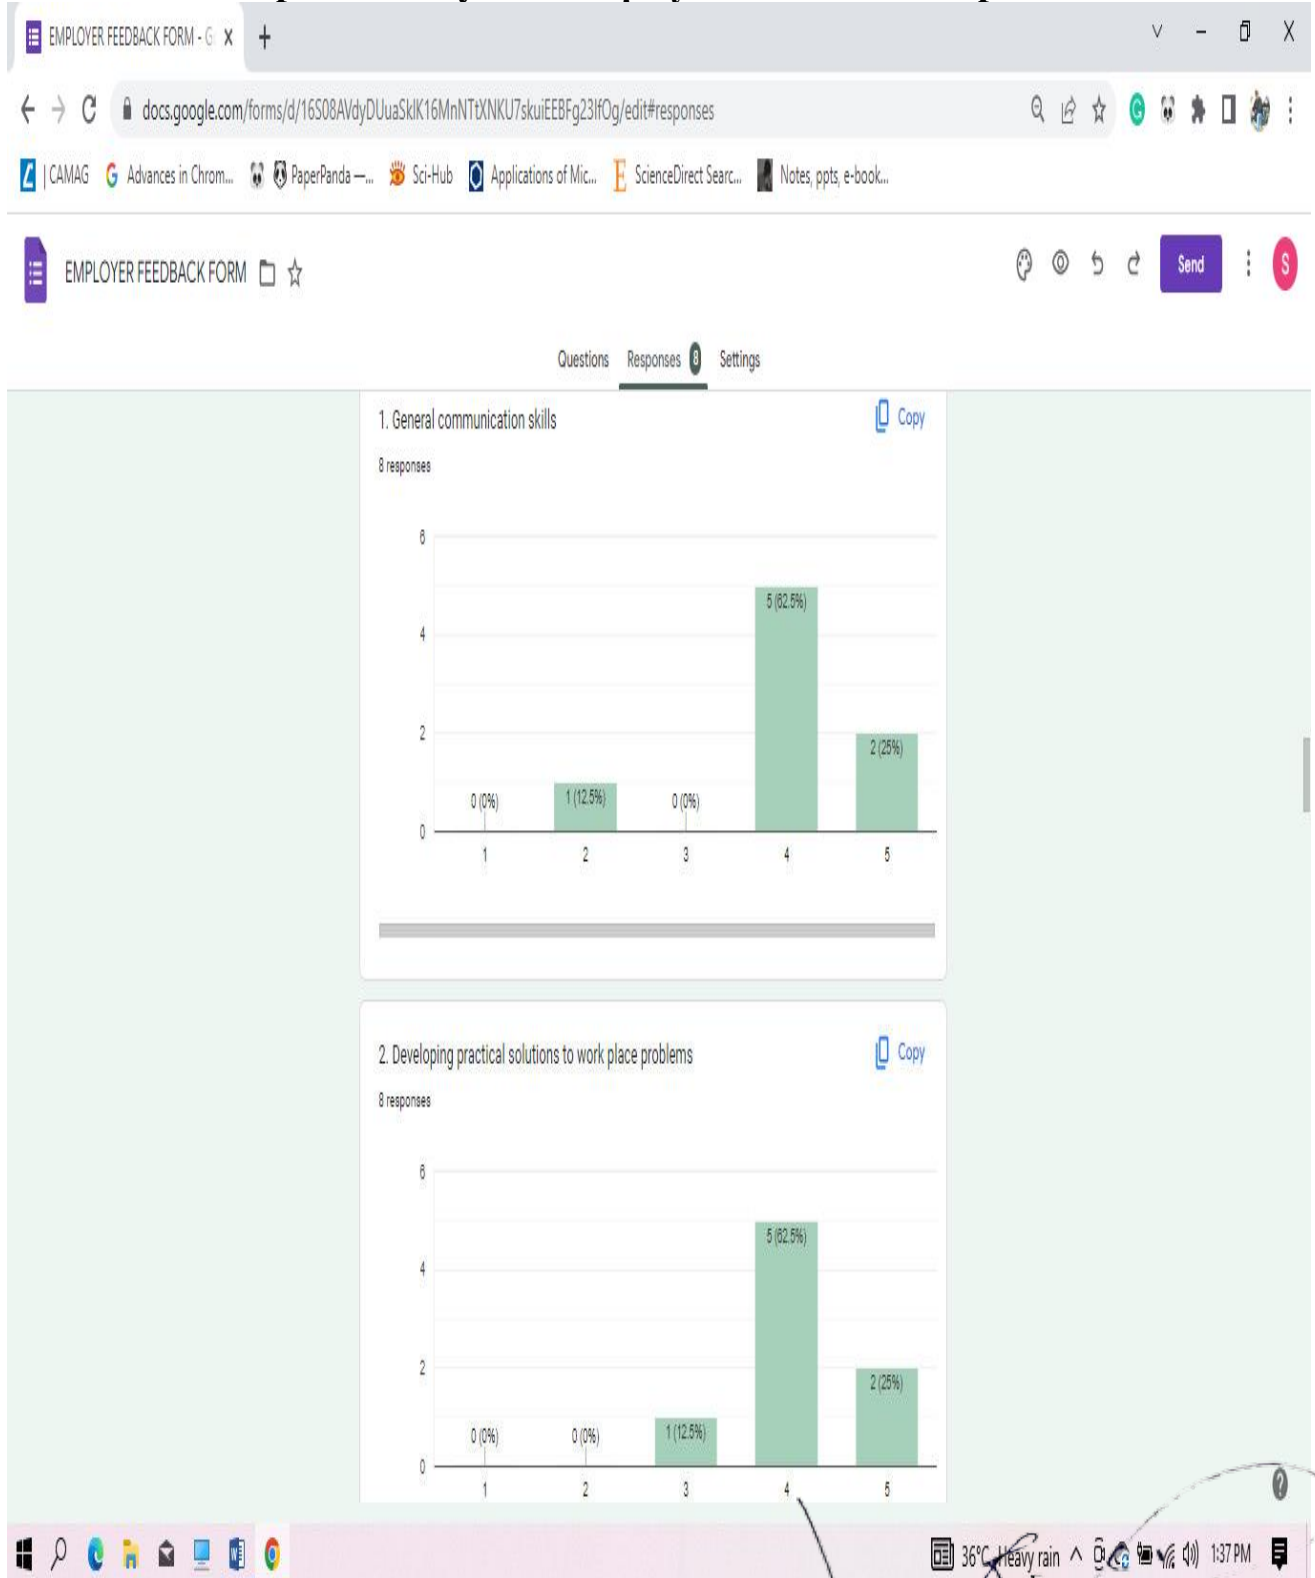 EMPLOYER FEEDBACK FORM - G
docs.google.com/forms/d/16S08AVdyDUuaSklK16MnNTtXNKU7skuiEEBFg23IfOg/edit#responses
| CAMAG Advances in Chrom... PaperPanda —... Sci-Hub Applications of Mic... ScienceDirect Searc... Notes, ppts, e-book...
EMPLOYER FEEDBACK FORM Send S
Questions Responses 8 Settings
1. General communication skills Copy
8 responses
6
5 (62.5%)
4
2
2 (25%)
0 (0%) 1 (12.5%) 0 (0%)
0
1 2 3 4 5
2. Developing practical solutions to work place problems Copy
8 responses
6
5 (62.5%)
4
2
2 (25%)
0 (0%) 0 (0%) 1 (12.5%)
0
1 2 3 4 5
36°C Heavy rain 1:37 PM